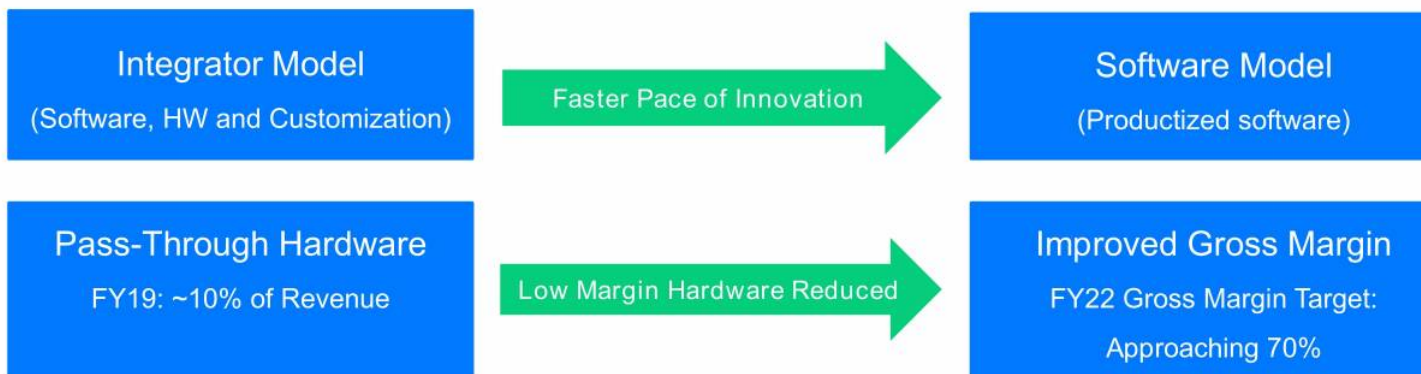 Integrator Model
(Software, HW and Customization)
Faster Pace of Innovation
Software Model
(Productized software)
Pass-Through Hardware
FY19: ~10% of Revenue
Low Margin Hardware Reduced
Improved Gross Margin
FY22 Gross Margin Target:
Approaching 70%